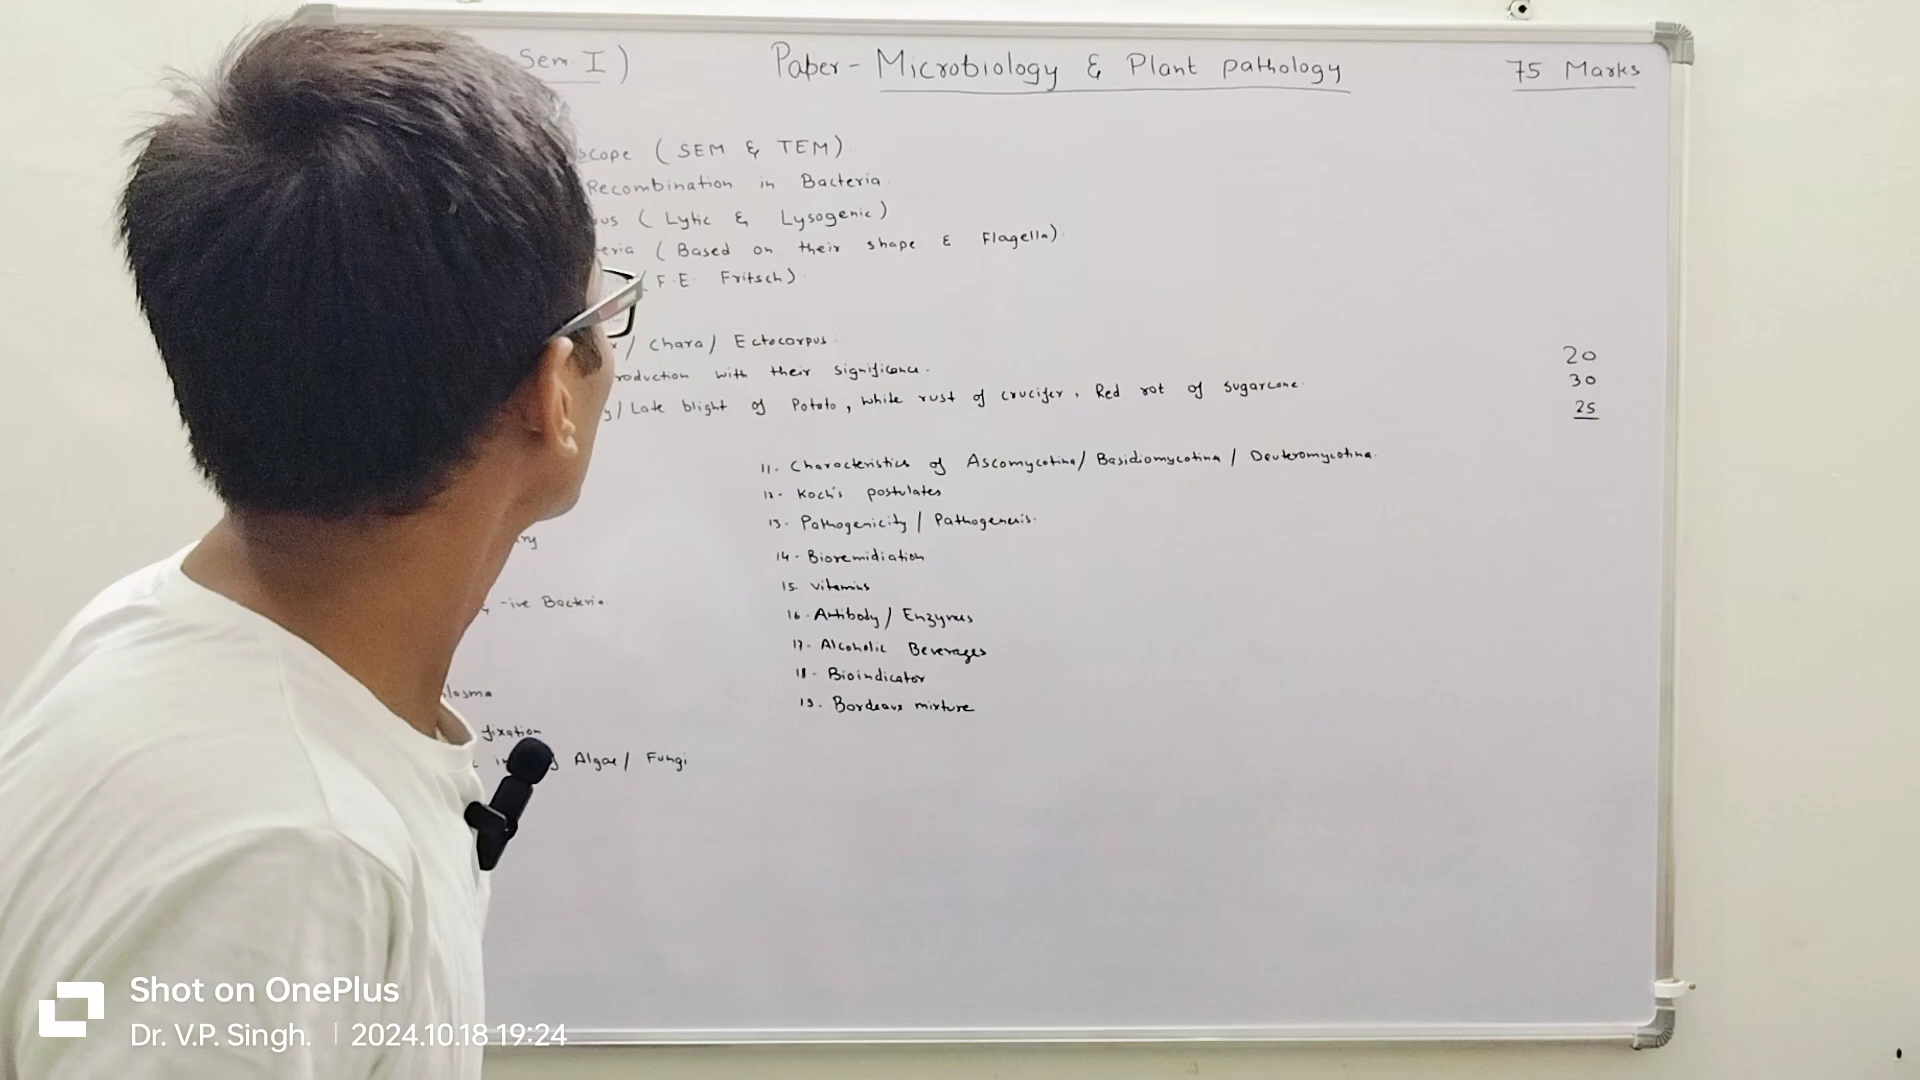 Sem. I) Paper - Microbiology & Plant pathology 75 Marks
scope (SEM & TEM)
Recombination in Bacteria
us (Lytic & Lysogenic)
eria (Based on their shape & Flagella)
(F.E. Fritsch)
/ Chara / Ectocorpus
20
roduction with their significance.
30
/ Late blight of Potato, white rust of crucifer, Red rot of sugarcane.
25
11. Characteristics of Ascomycotina / Basidiomycotina / Deuteromycotina.
12. Koch's postulates
13. Pathogenicity / Pathogenesis.
14. Bioremidiation
15. Vitamins
16. Antibody / Enzymes
17. Alcoholic Beverages
18. Bioindicator
19. Bordeaux mixture
-ive Bacteria
lasma
fixation
Algae / Fungi
Shot on OnePlus
Dr. V.P. Singh. | 2024.10.18 19:24